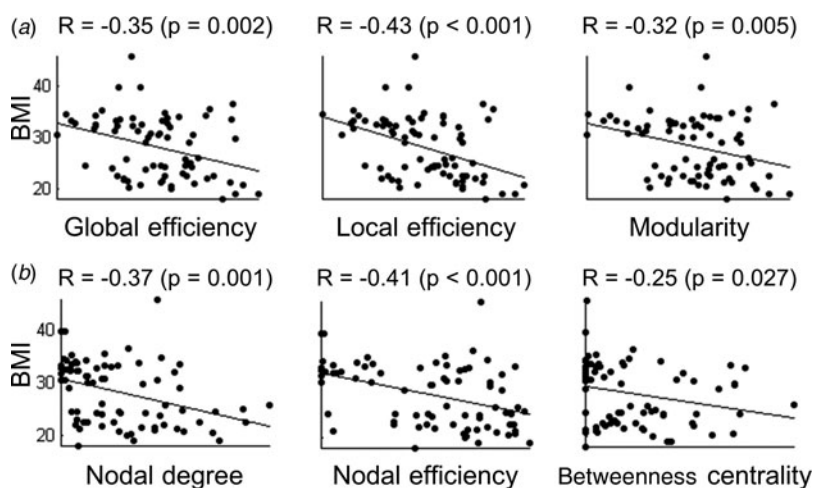 (a) R = -0.35 (p = 0.002) R = -0.43 (p < 0.001) R = -0.32 (p = 0.005)
BMI
40
30
20
Global efficiency Local efficiency Modularity
(b) R = -0.37 (p = 0.001) R = -0.41 (p < 0.001) R = -0.25 (p = 0.027)
BMI
40
30
20
Nodal degree Nodal efficiency Betweenness centrality